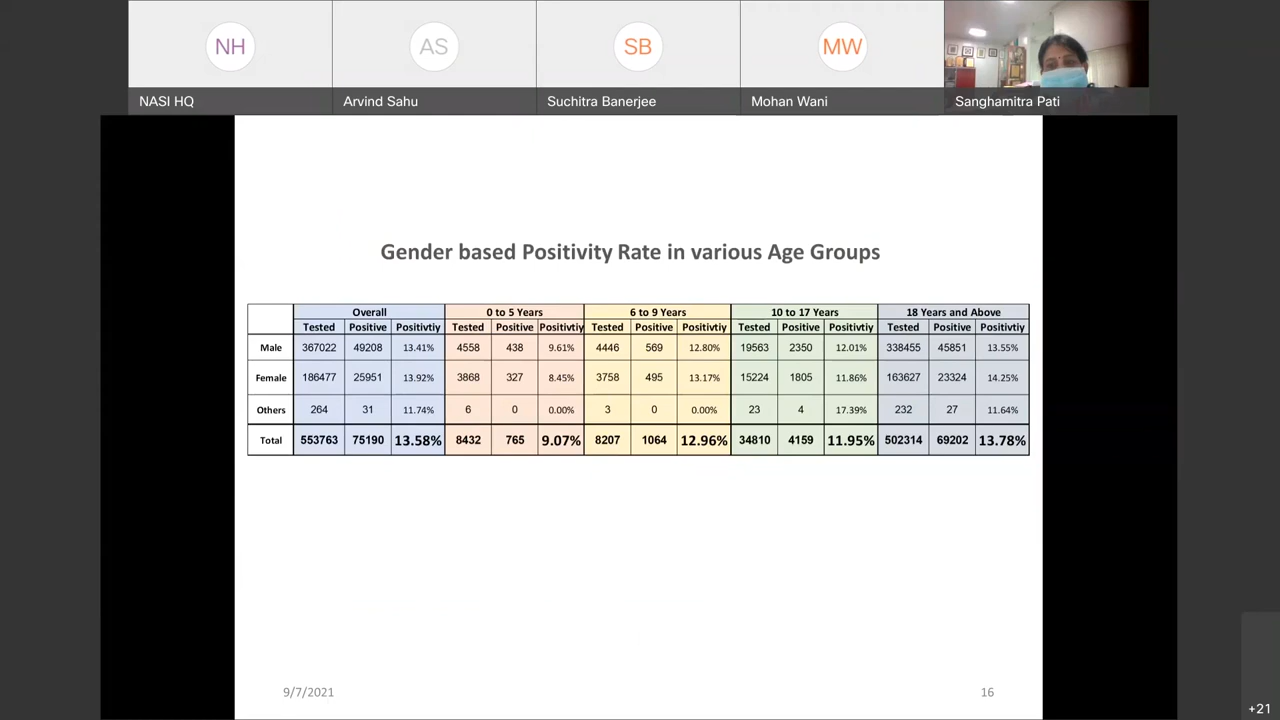 NH AS SB MW
NASI HQ Arvind Sahu Suchitra Banerjee Mohan Wani Sanghamitra Pati
Gender based Positivity Rate in various Age Groups
Overall 0 to 5 Years 6 to 9 Years 10 to 17 Years 18 Years and Above
Tested Positive Positivtiy Tested Positive Positivtiy Tested Positive Positivtiy Tested Positive Positivtiy Tested Positive Positivtiy
Male 367022 49208 13.41% 4558 438 9.61% 4446 569 12.80% 19563 2350 12.01% 338455 45851 13.55%
Female 186477 25951 13.92% 3868 327 8.45% 3758 495 13.17% 15224 1805 11.86% 163627 23324 14.25%
Others 264 31 11.74% 6 0 0.00% 3 0 0.00% 23 4 17.39% 232 27 11.64%
Total 553763 75190 13.58% 8432 765 9.07% 8207 1064 12.96% 34810 4159 11.95% 502314 69202 13.78%
9/7/2021 16
+21